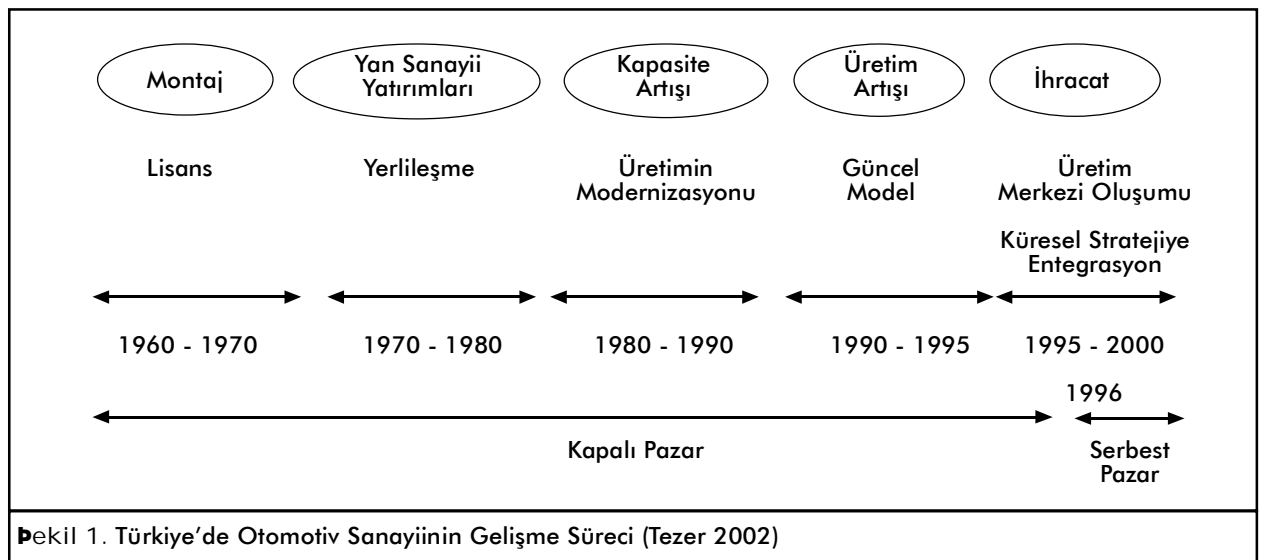 Montaj
Yan Sanayii
Yatırımları
Kapasite
Artışı
Üretim
Artışı
İhracat
Lisans
Yerlileşme
Üretimin
Modernizasyonu
Güncel
Model
Üretim
Merkezi Oluşumu
Küresel Stratejiye
Entegrasyon
1960 - 1970
1970 - 1980
1980 - 1990
1990 - 1995
1995 - 2000
1996
Kapalı Pazar
Serbest
Pazar
Þekil 1. Türkiye’de Otomotiv Sanayiinin Gelişme Süreci (Tezer 2002)